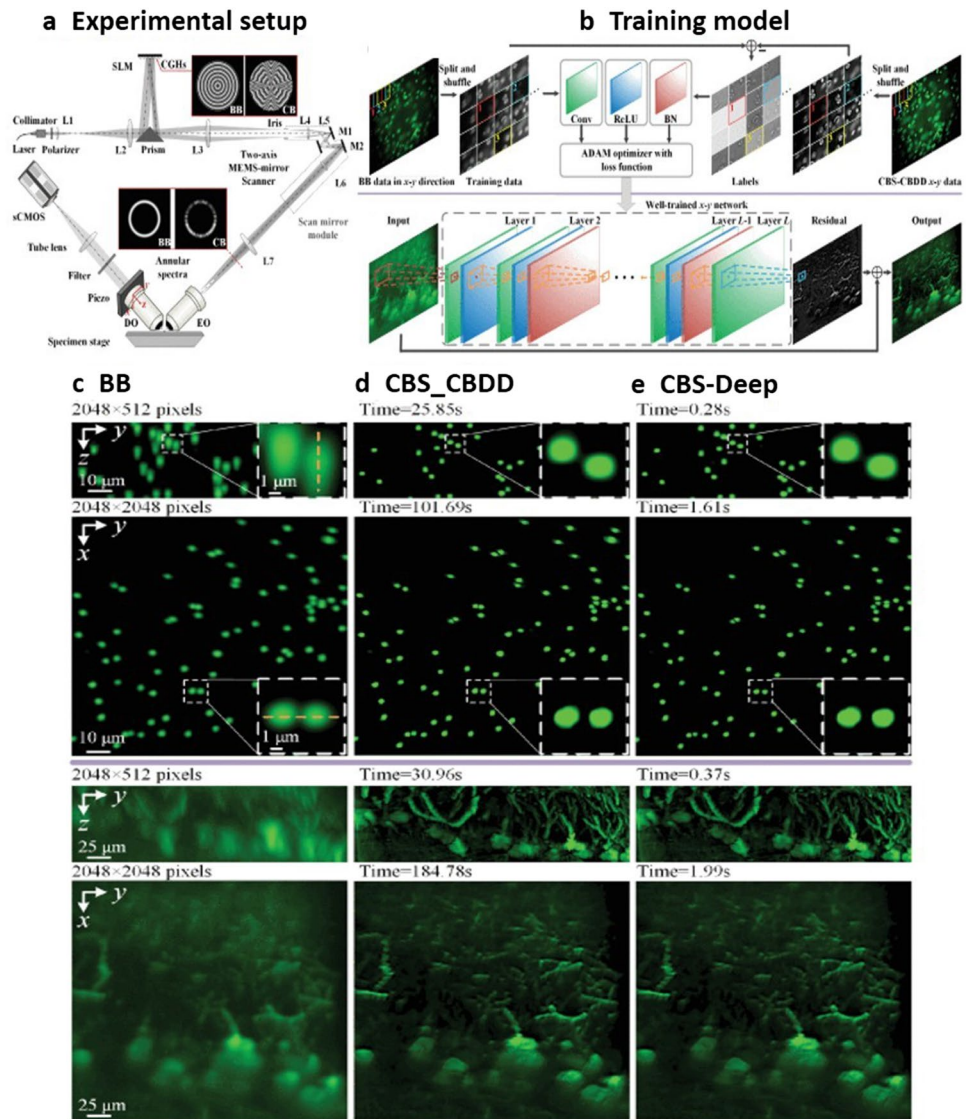 a Experimental setup
SLM
CGHs
BB
CB
Collimator
L1
Laser Polarizer
L2
Prism
L3
Iris
L4
L5
M1
M2
Two-axis
MEMS-mirror
Scanner
L6
Scan mirror
module
L7
sCMOS
Tube lens
Filter
Piezo
BB
CB
Annular
spectra
DO
EO
Specimen stage
b Training model
Split and
shuffle
Conv
ReLU
BN
ADAM optimizer with
loss function
Split and
shuffle
BB data in x-y direction
Training data
Labels
CBS-CBDD x-y data
Well-trained x-y network
Input
Layer 1
Layer 2
Layer L-1
Layer L
Residual
Output
c BB
2048×512 pixels
y
z
10 μm
1 μm
2048×2048 pixels
y
x
10 μm
1 μm
2048×512 pixels
y
z
25 μm
2048×2048 pixels
y
x
25 μm
d CBS_CBDD
Time=25.85s
Time=101.69s
Time=30.96s
Time=184.78s
e CBS-Deep
Time=0.28s
Time=1.61s
Time=0.37s
Time=1.99s